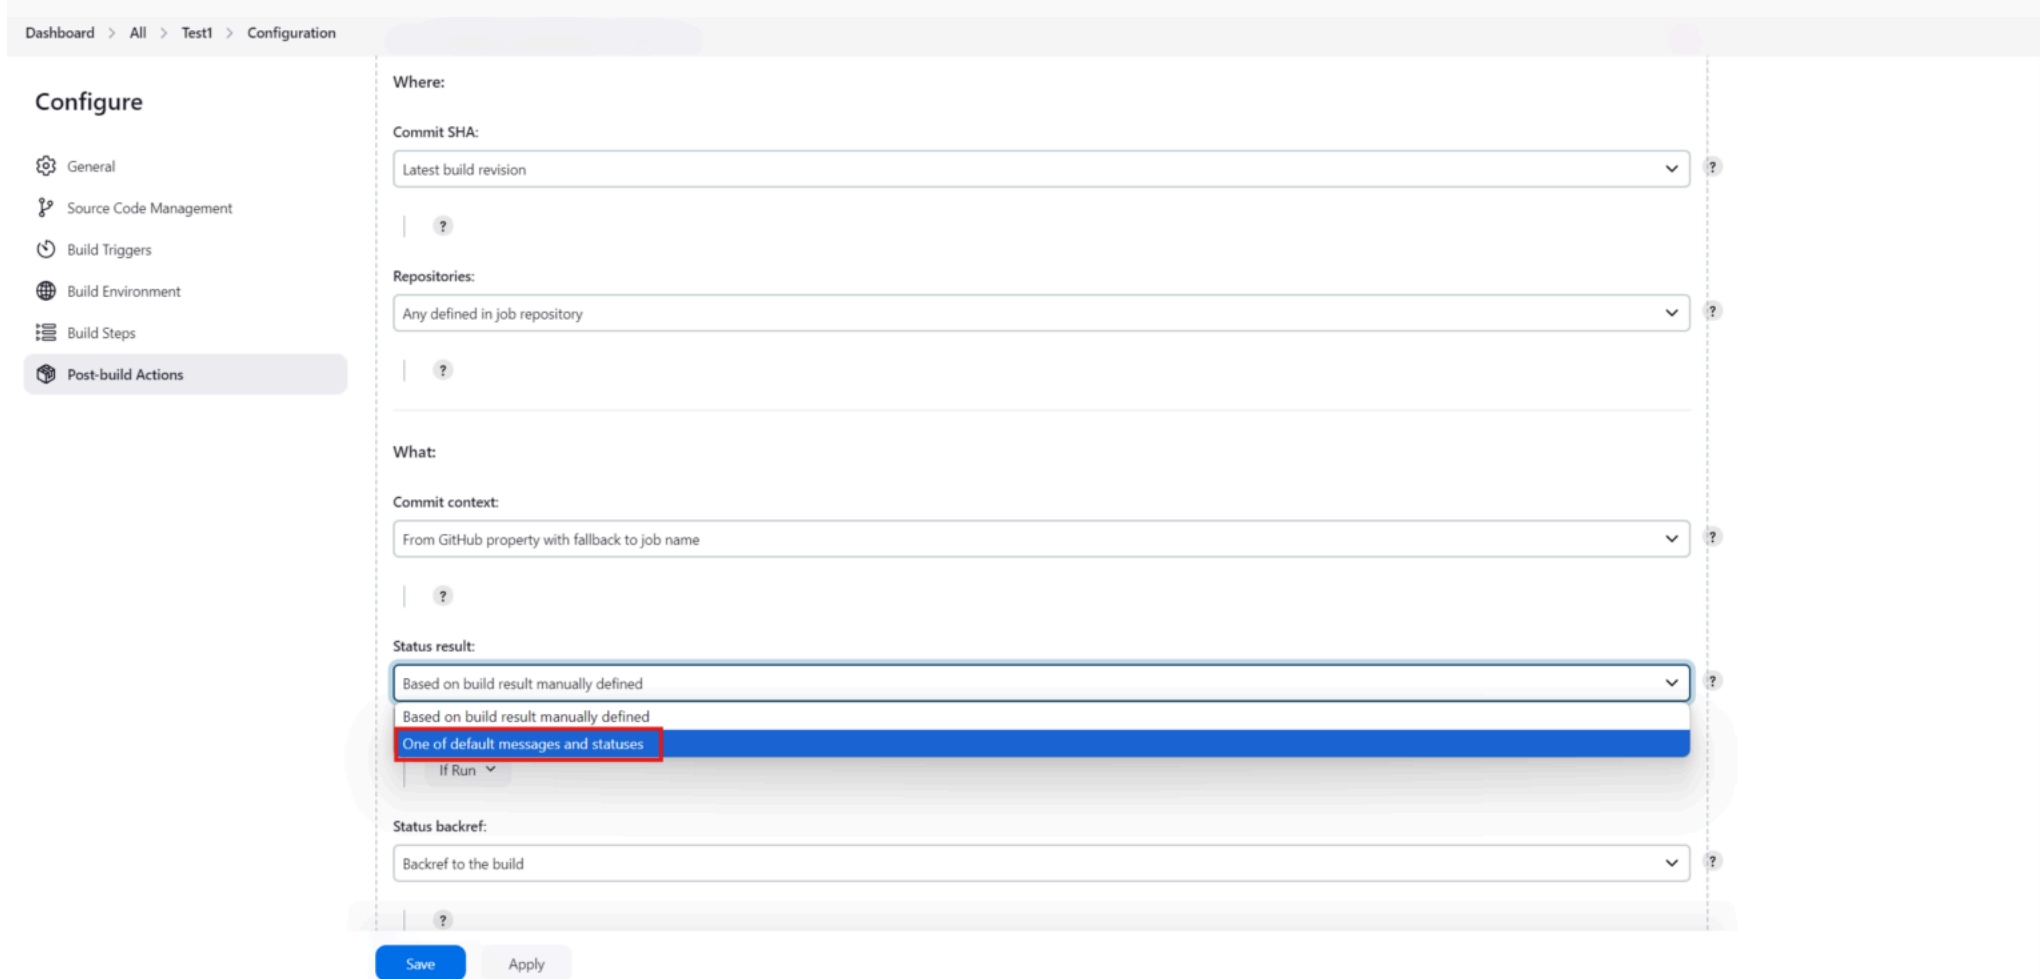 Dashboard > All > Test1 > Configuration
Configure
General
Source Code Management
Build Triggers
Build Environment
Build Steps
Post-build Actions
Where:
Commit SHA:
Latest build revision
?
?
Repositories:
Any defined in job repository
?
?
What:
Commit context:
From GitHub property with fallback to job name
?
?
Status result:
Based on build result manually defined
?
Based on build result manually defined
One of default messages and statuses
If Run
Status backref:
Backref to the build
?
?
Save
Apply